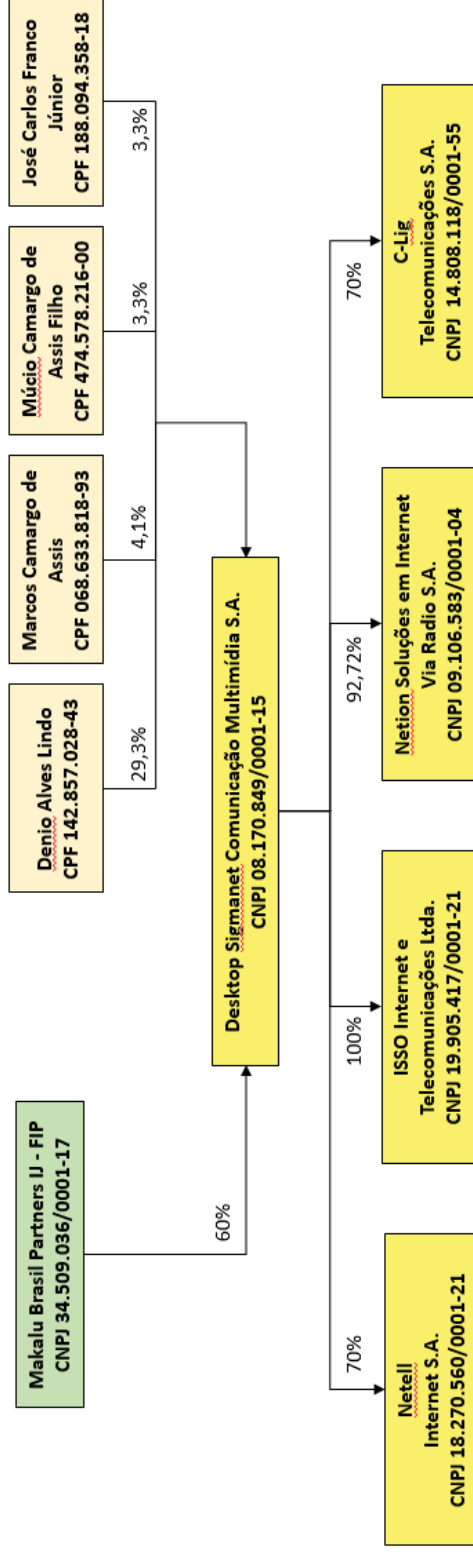 Makalu Brasil Partners IJ - FIP
CNPJ 34.509.036/0001-17
Denio Alves Lindo
CPF 142.857.028-43
Marcos Camargo de
Assis
CPF 068.633.818-93
Múcio Camargo de
Assis Filho
CPF 474.578.216-00
José Carlos Franco
Júnior
CPF 188.094.358-18
29,3%
4,1%
3,3%
3,3%
60%
Desktop Sigmanet Comunicação Multimídia S.A.
CNPJ 08.170.849/0001-15
70%
100%
92,72%
70%
Netell
Internet S.A.
CNPJ 18.270.560/0001-21
ISSO Internet e
Telecomunicações Ltda.
CNPJ 19.905.417/0001-21
Netion Soluções em Internet
Via Radio S.A.
CNPJ 09.106.583/0001-04
C-Lig
Telecomunicações S.A.
CNPJ 14.808.118/0001-55